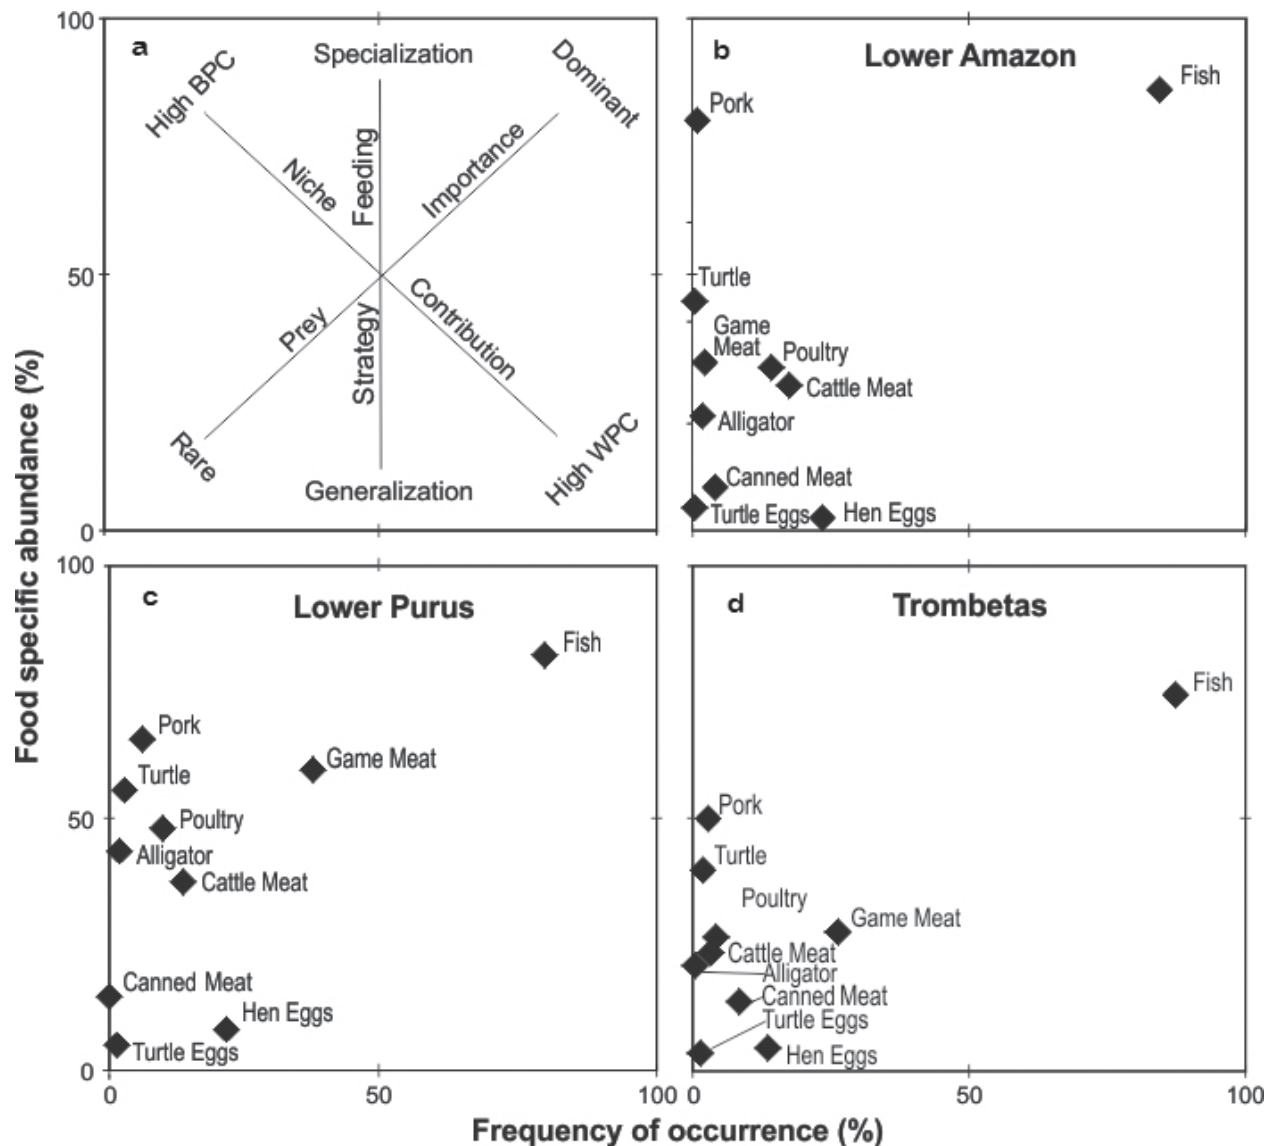 100
a
Specialization
High BPC
Dominant
Niche
Feeding
Importance
50
Prey
Strategy
Contribution
Rare
Generalization
High WPC
0
b
Lower Amazon
Fish
Pork
Turtle
Game
Meat
Poultry
Cattle Meat
Alligator
Canned Meat
Turtle Eggs
Hen Eggs
Food specific abundance (%)
100
c
Lower Purus
Fish
Pork
Game Meat
Turtle
50
Poultry
Alligator
Cattle Meat
Canned Meat
Hen Eggs
Turtle Eggs
0
0
50
100
d
Trombetas
Fish
Pork
Turtle
Poultry
Game Meat
Cattle Meat
Alligator
Canned Meat
Turtle Eggs
Hen Eggs
0
50
100
Frequency of occurrence (%)